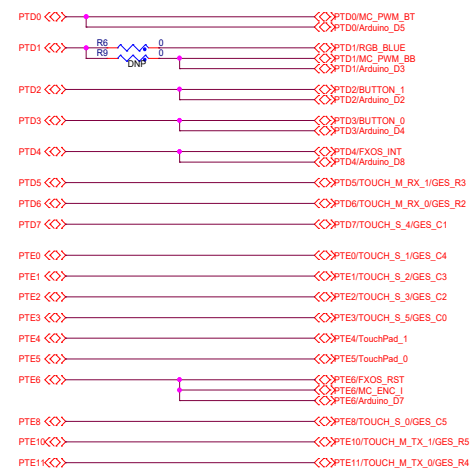 PTD0 PTD0/MC_PWM_BT
PTD0/Arduino_D5
PTD1 R6 0 PTD1/RGB_BLUE
R9 0 PTD1/MC_PWM_BB
DNP PTD1/Arduino_D3
PTD2 PTD2/BUTTON_1
PTD2/Arduino_D2
PTD3 PTD3/BUTTON_0
PTD3/Arduino_D4
PTD4 PTD4/FXOS_INT
PTD4/Arduino_D8
PTD5 PTD5/TOUCH_M_RX_1/GES_R3
PTD6 PTD6/TOUCH_M_RX_0/GES_R2
PTD7 PTD7/TOUCH_S_4/GES_C1
PTE0 PTE0/TOUCH_S_1/GES_C4
PTE1 PTE1/TOUCH_S_2/GES_C3
PTE2 PTE2/TOUCH_S_3/GES_C2
PTE3 PTE3/TOUCH_S_5/GES_C0
PTE4 PTE4/TouchPad_1
PTE5 PTE5/TouchPad_0
PTE6 PTE6/FXOS_RST
PTE6/MC_ENC_I
PTE6/Arduino_D7
PTE8 PTE8/TOUCH_S_0/GES_C5
PTE10 PTE10/TOUCH_M_TX_1/GES_R5
PTE11 PTE11/TOUCH_M_TX_0/GES_R4